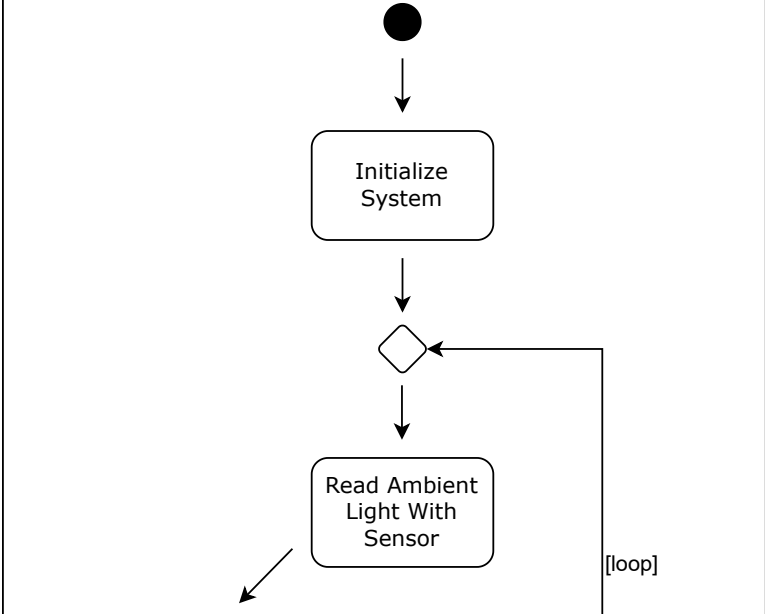 Initialize
System
Read Ambient
Light With
Sensor
[loop]